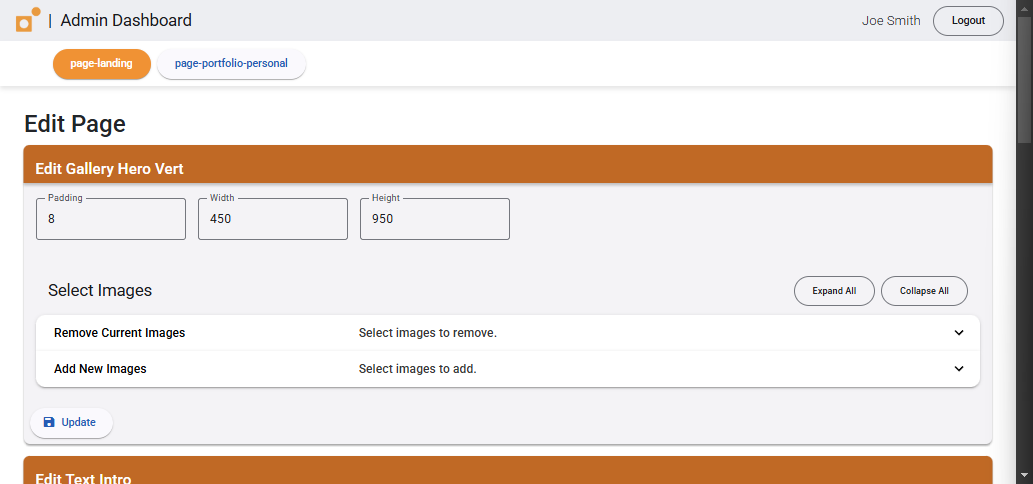 | Admin Dashboard
Joe Smith
Logout
page-landing
page-portfolio-personal
Edit Page
Edit Gallery Hero Vert
Padding
8
Width
450
Height
950
Select Images
Expand All
Collapse All
Remove Current Images
Select images to remove.
Add New Images
Select images to add.
Update
Edit Text Intro